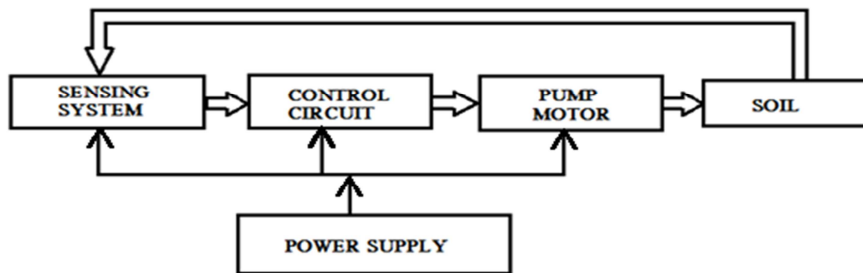 SENSING
SYSTEM
CONTROL
CIRCUIT
PUMP
MOTOR
SOIL
POWER SUPPLY